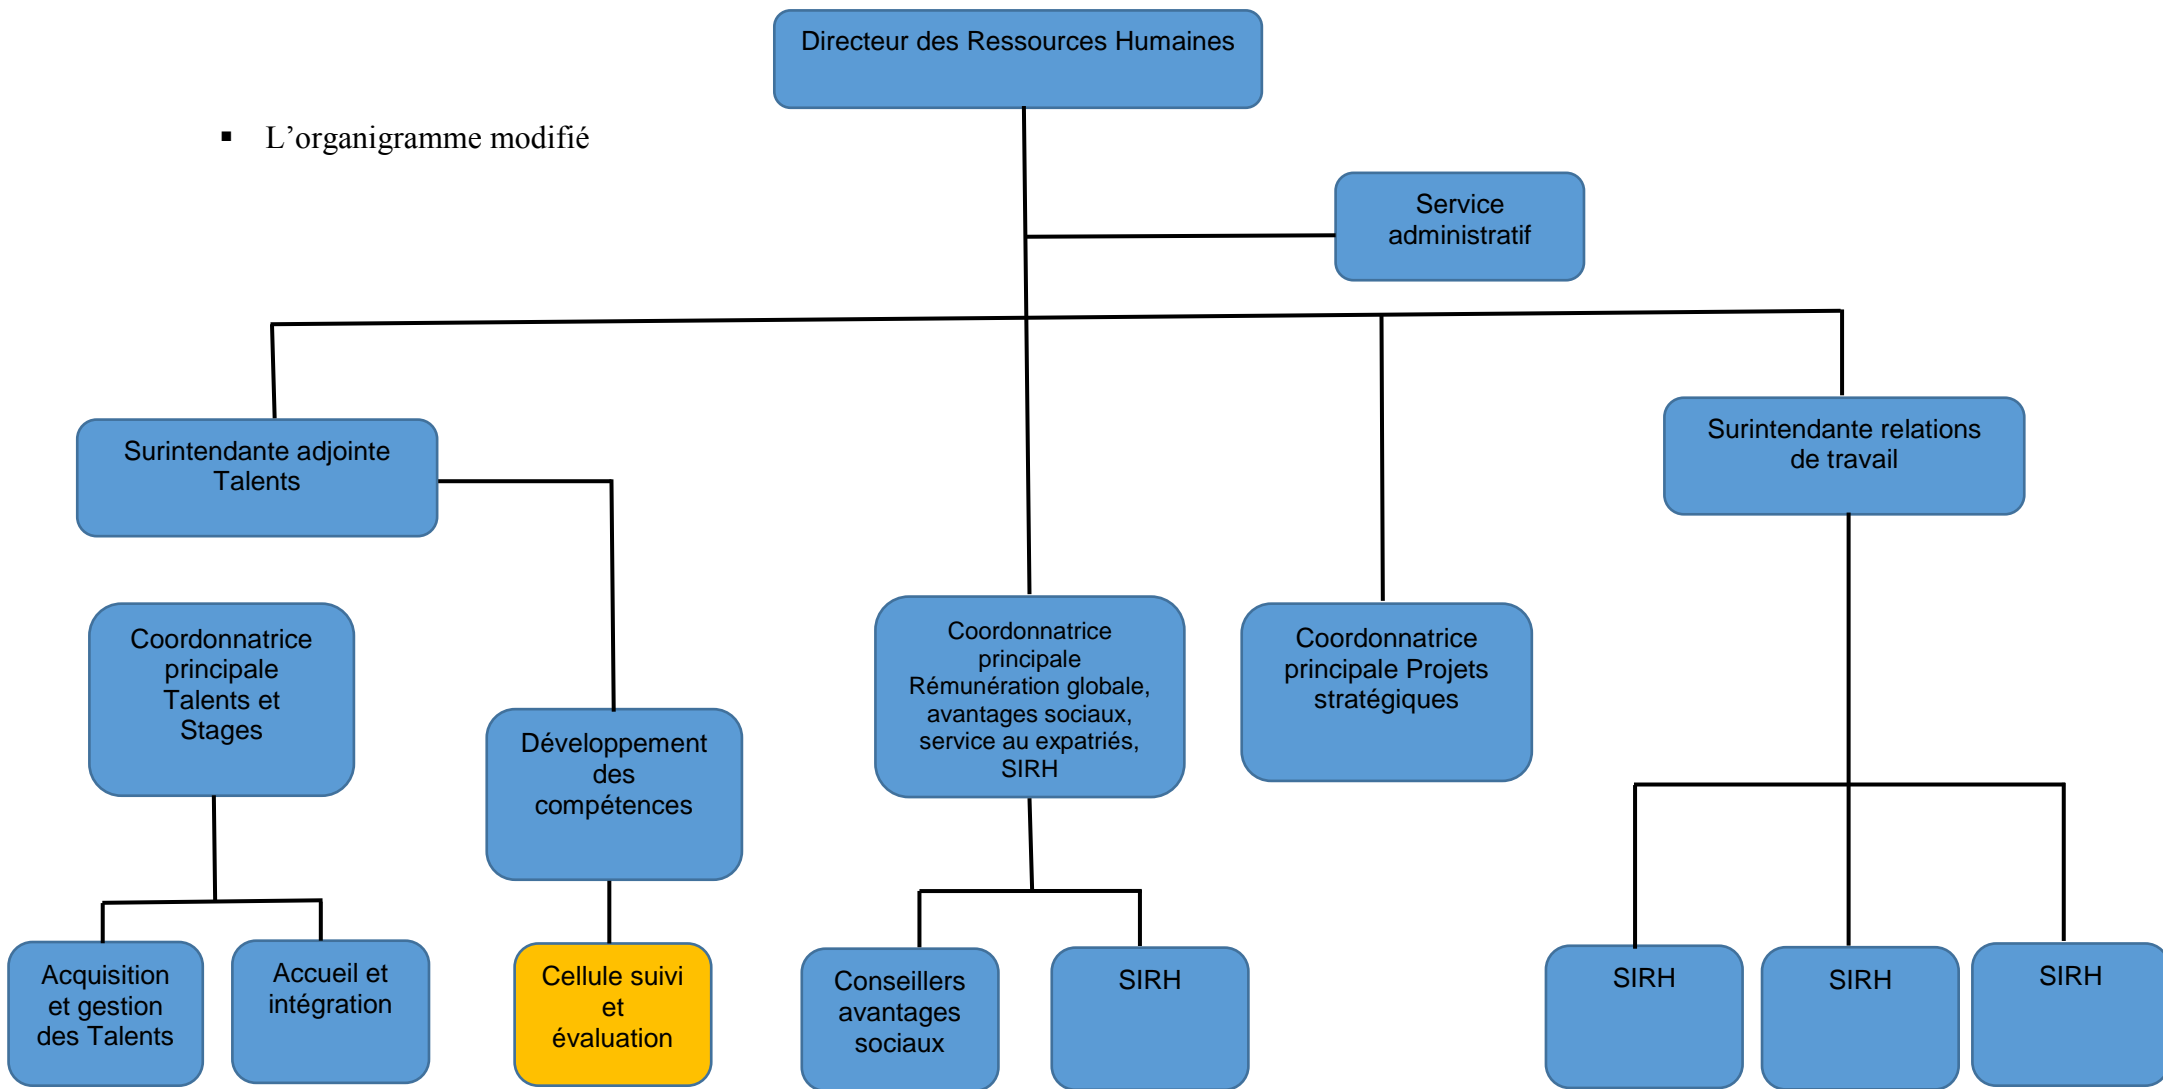 Directeur des Ressources Humaines
▪ L’organigramme modifié
Service
administratif
Surintendante adjointe
Talents
Surintendante relations
de travail
Coordonnatrice
principale
Talents et
Stages
Développement
des
compétences
Coordonnatrice
principale
Rémunération globale,
avantages sociaux,
service au expatriés,
SIRH
Coordonnatrice
principale Projets
stratégiques
Acquisition
et gestion
des Talents
Accueil et
intégration
Cellule suivi
et
évaluation
Conseillers
avantages
sociaux
SIRH
SIRH
SIRH
SIRH